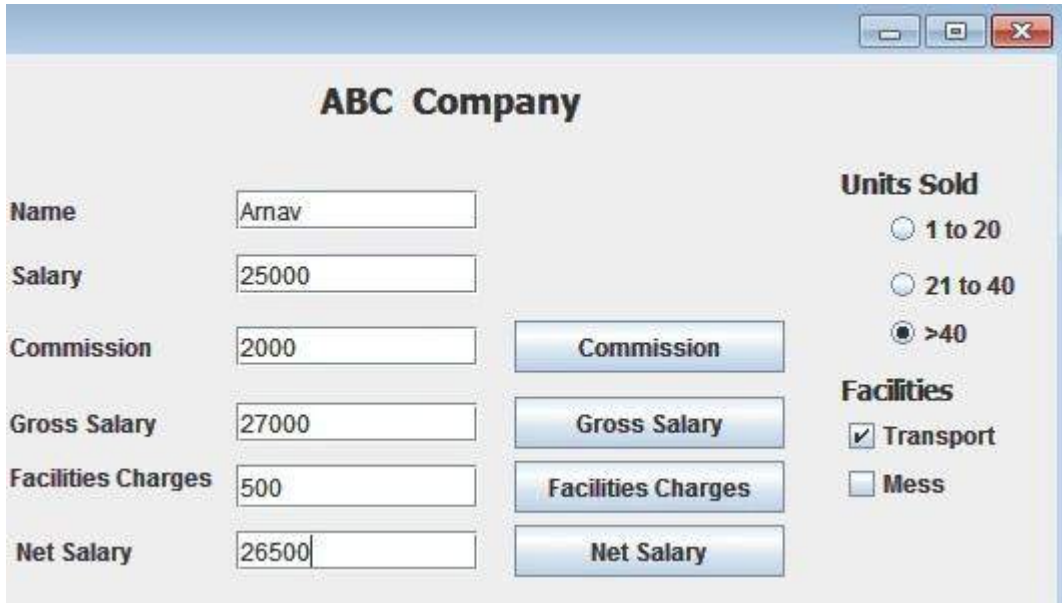 ABC Company
Name Arnav
Salary 25000
Commission 2000 Commission
Gross Salary 27000 Gross Salary
Facilities Charges 500 Facilities Charges
Net Salary 26500 Net Salary
Units Sold
1 to 20
21 to 40
>40
Facilities
Transport
Mess